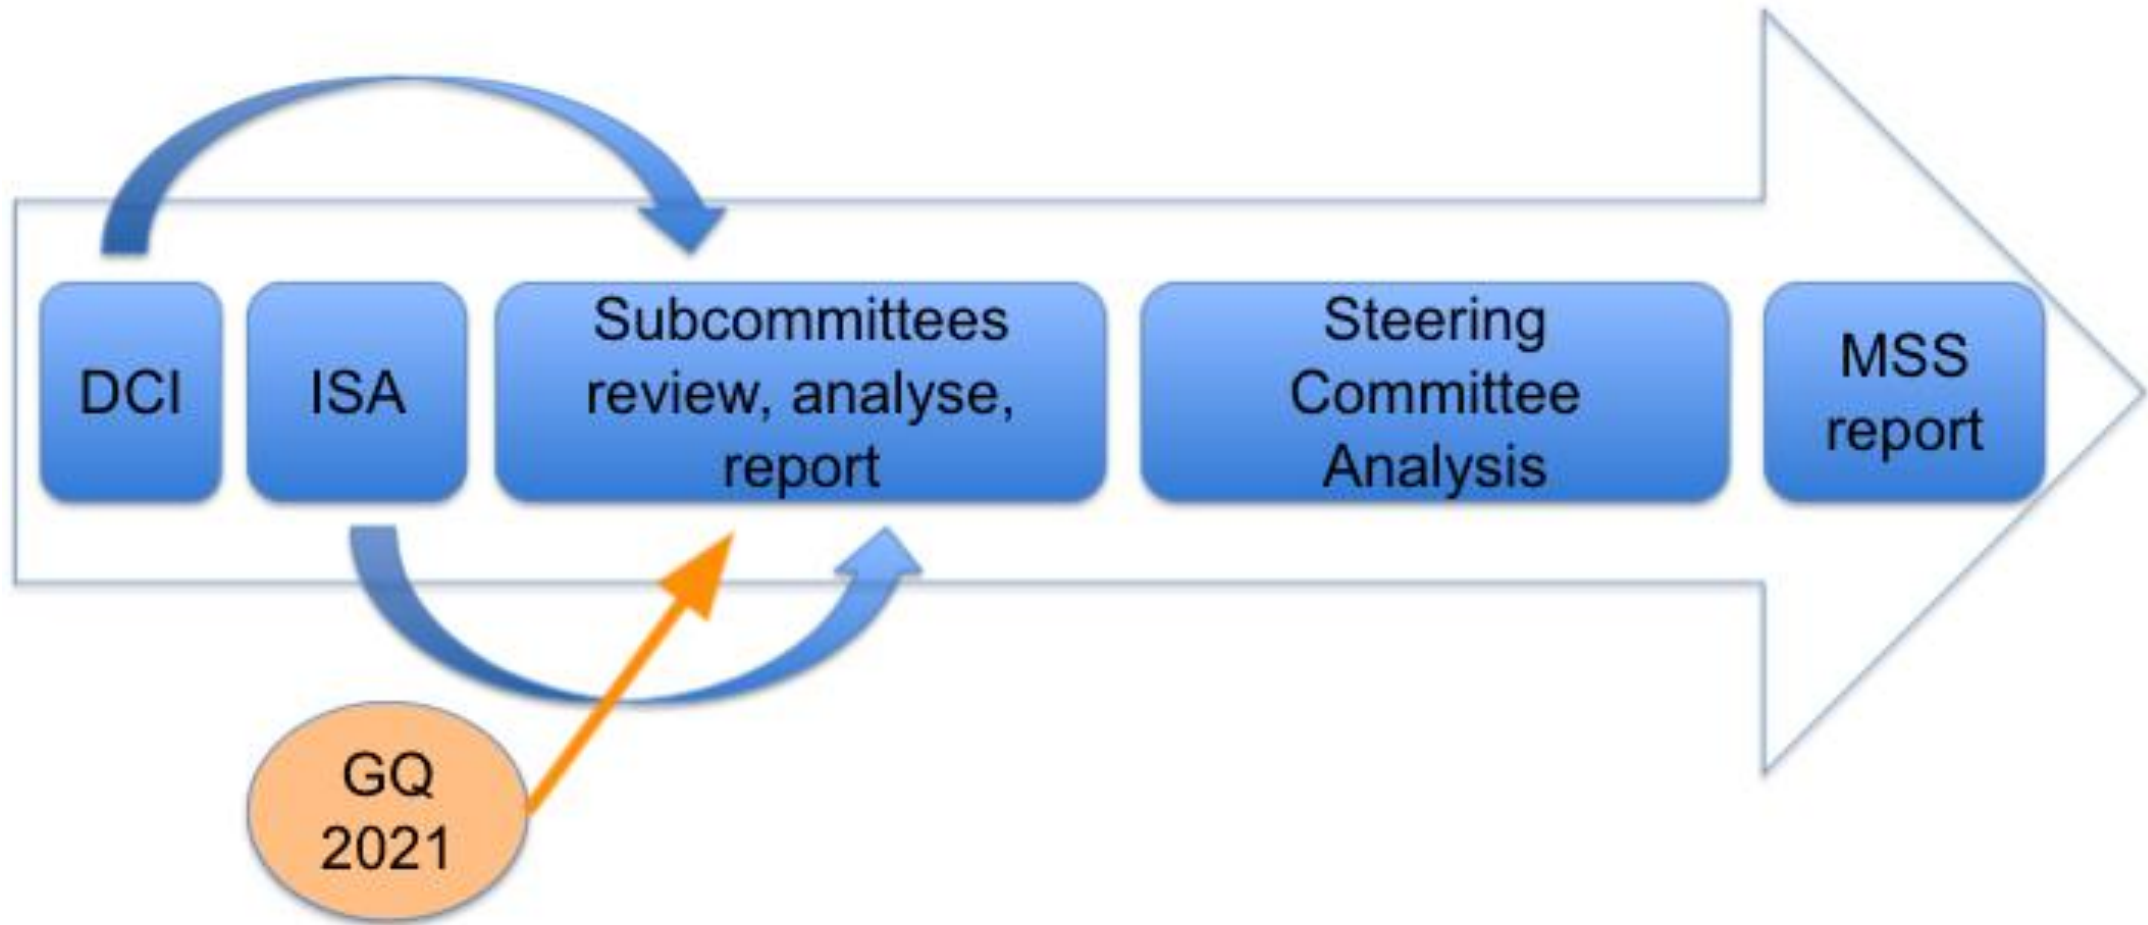 DCI
ISA
Subcommittees
review, analyse,
report
Steering
Committee
Analysis
MSS
report
GQ
2021